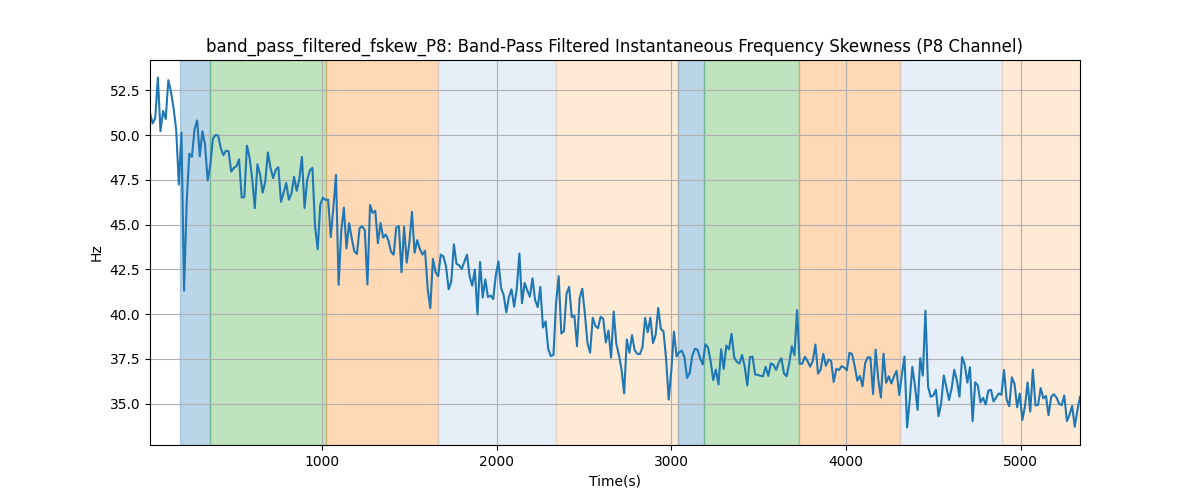 band_pass_filtered_fskew_P8: Band-Pass Filtered Instantaneous Frequency Skewness (P8 Channel)
52.5
50.0
47.5
45.0
42.5
40.0
37.5
35.0
Hz
1000 2000 3000 4000 5000
Time(s)